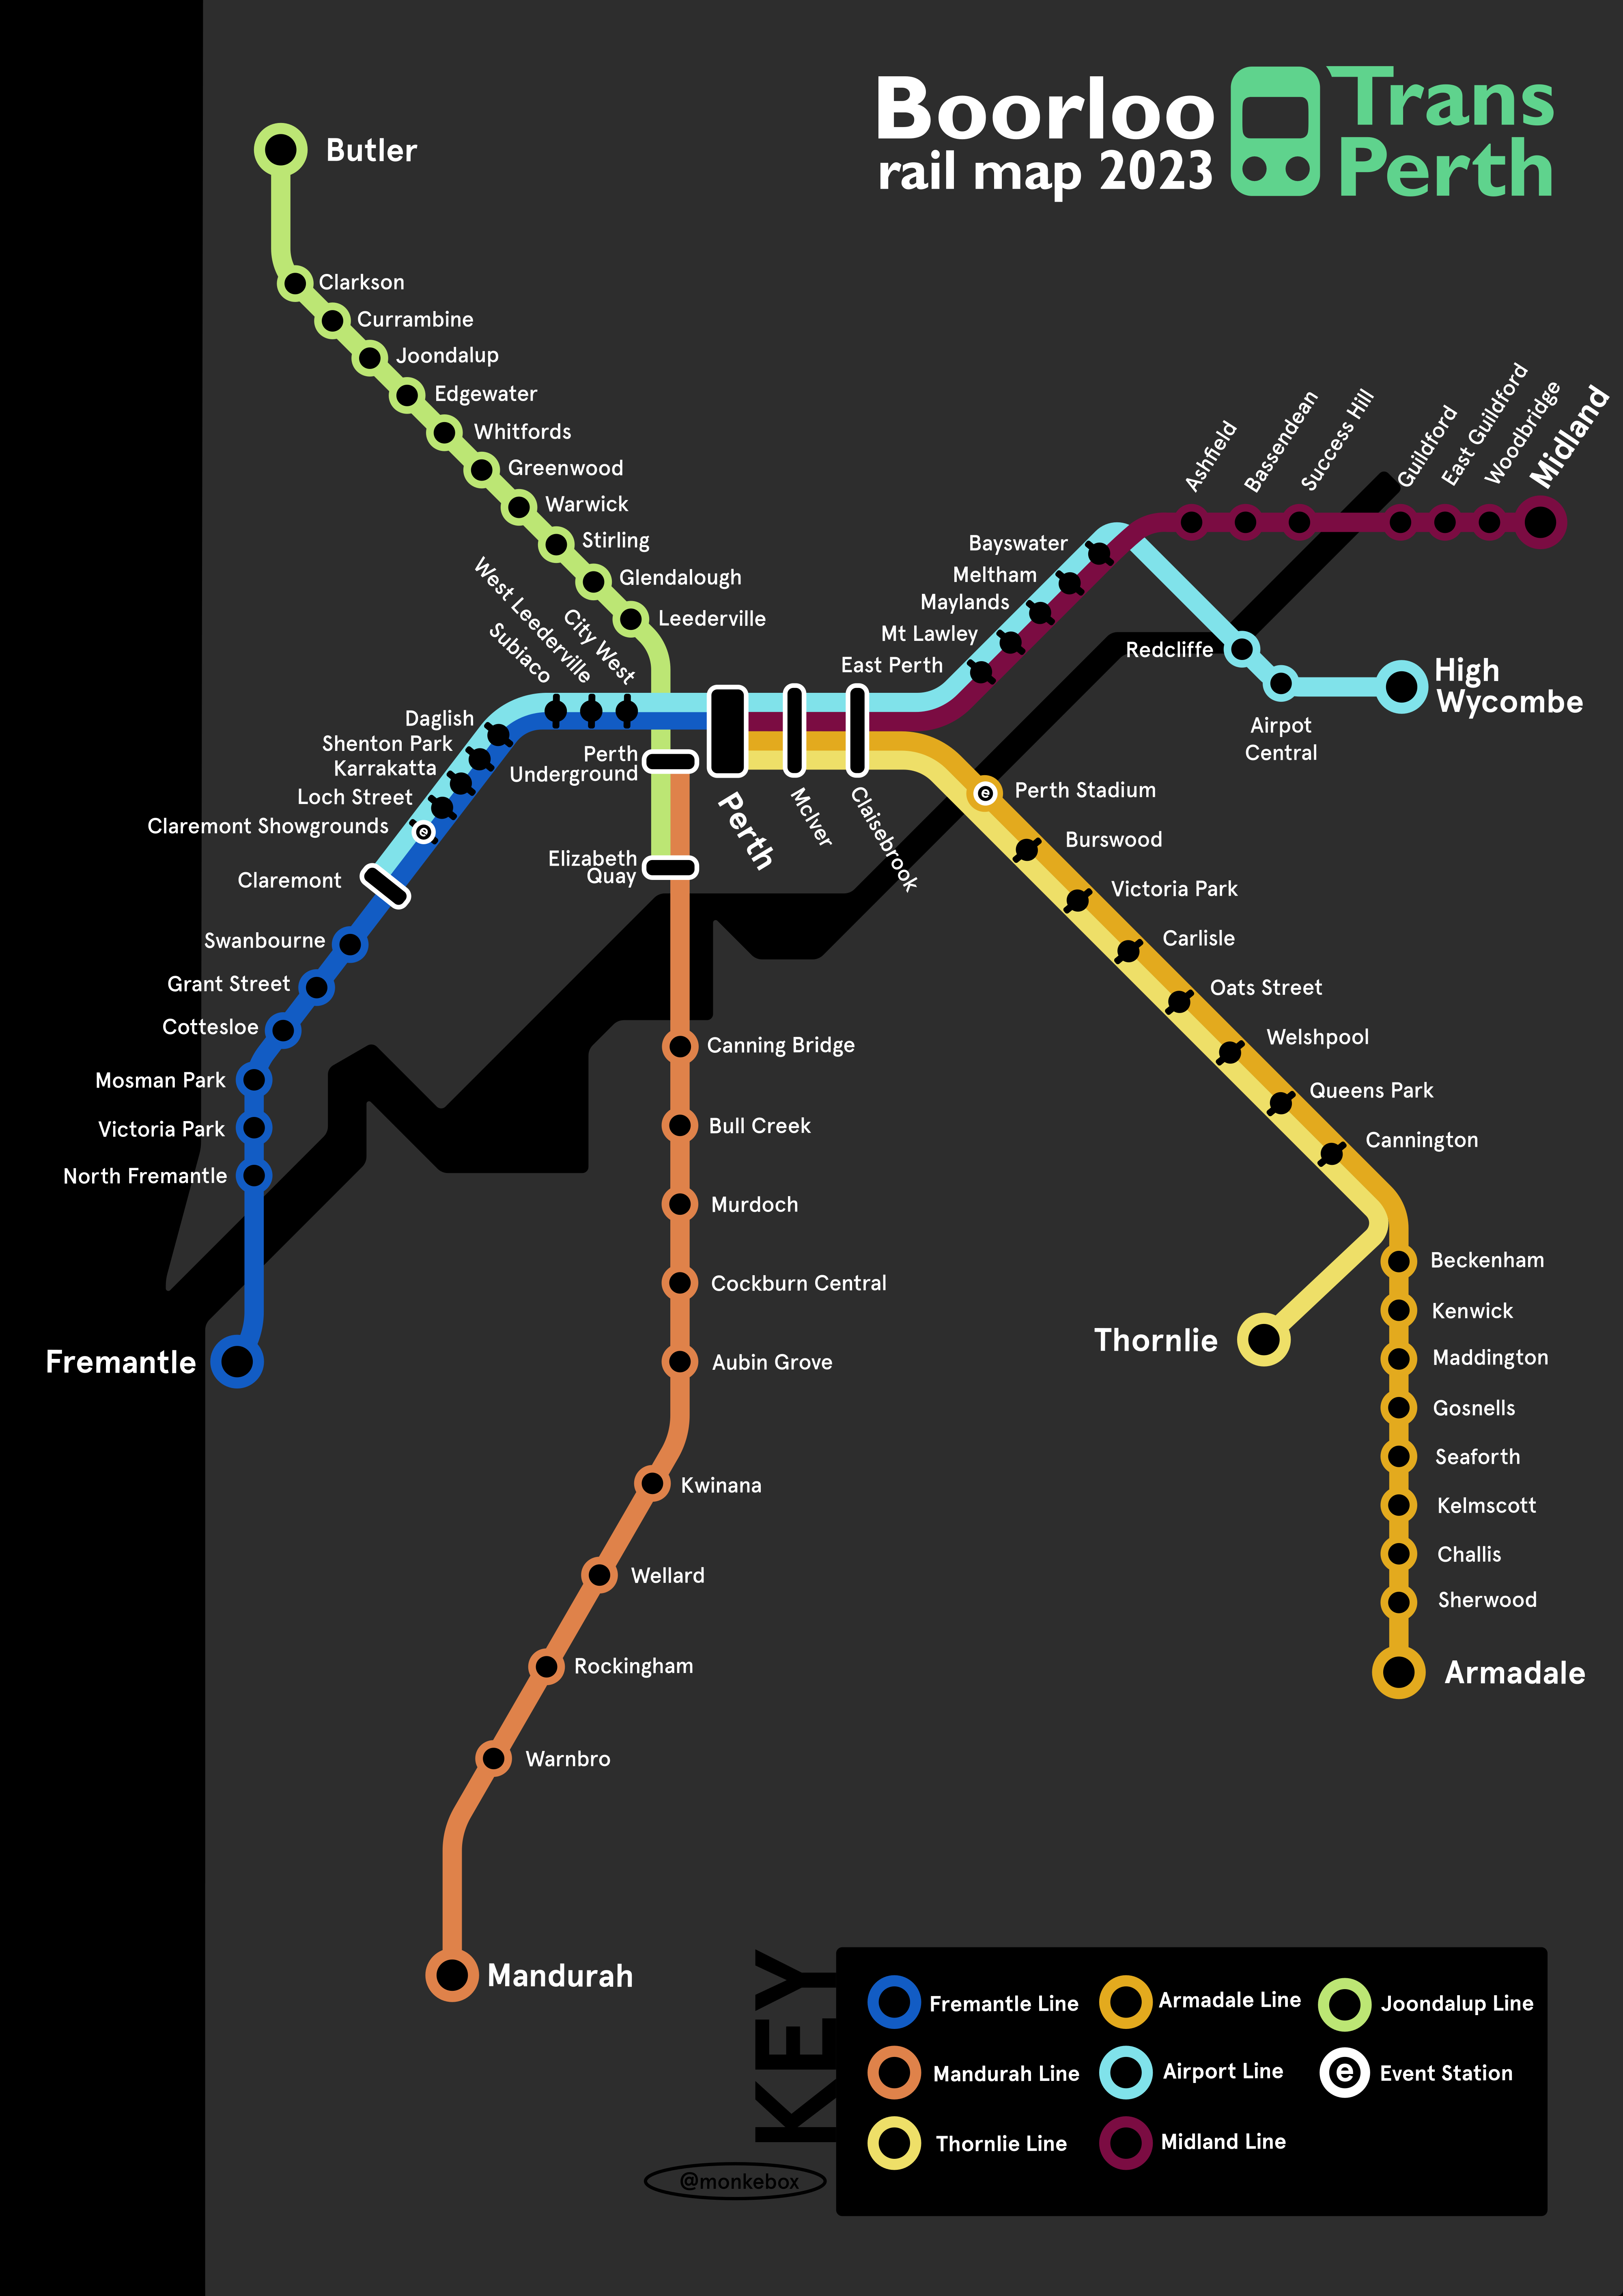 Boorloo
rail map 2023
Trans
Perth
Butler
Clarkson
Currambine
Joondalup
Edgewater
Whitfords
Greenwood
Warwick
Stirling
Glendalough
Leederville
West Leederville
City West
Subiaco
Daglish
Shenton Park
Karrakatta
Loch Street
Claremont Showgrounds
e
Claremont
Swanbourne
Grant Street
Cottesloe
Mosman Park
Victoria Park
North Fremantle
Fremantle
Perth
Underground
Elizabeth
Quay
Perth
McIver
Claisebrook
East Perth
Mt Lawley
Maylands
Meltham
Bayswater
Ashfield
Bassendean
Success Hill
Guildford
East Guildford
Woodbridge
Midland
Redcliffe
Airpot
Central
High
Wycombe
e
Perth Stadium
Burswood
Victoria Park
Carlisle
Oats Street
Welshpool
Queens Park
Cannington
Thornlie
Beckenham
Kenwick
Maddington
Gosnells
Seaforth
Kelmscott
Challis
Sherwood
Armadale
Canning Bridge
Bull Creek
Murdoch
Cockburn Central
Aubin Grove
Kwinana
Wellard
Rockingham
Warnbro
Mandurah
KEY
Fremantle Line
Armadale Line
Joondalup Line
Mandurah Line
Airport Line
e
Event Station
Thornlie Line
Midland Line
@monkebox